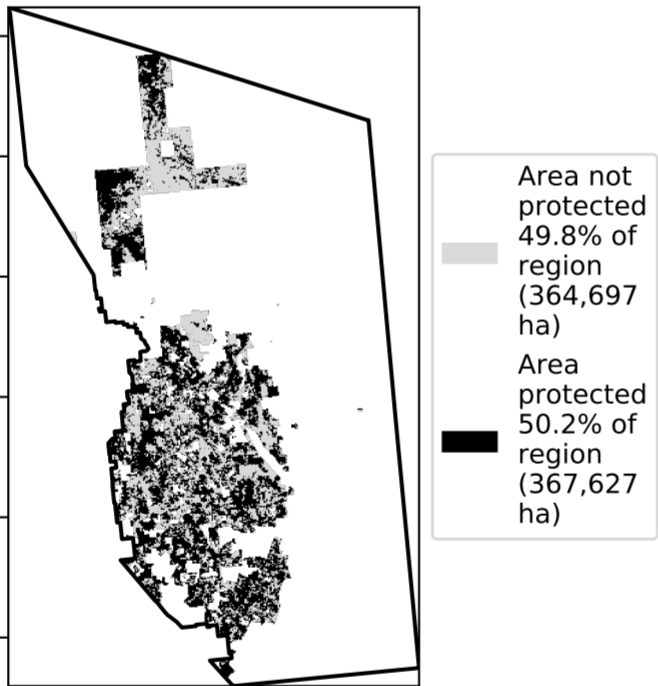 Area not
protected
49.8% of
region
(364,697
ha)
Area
protected
50.2% of
region
(367,627
ha)